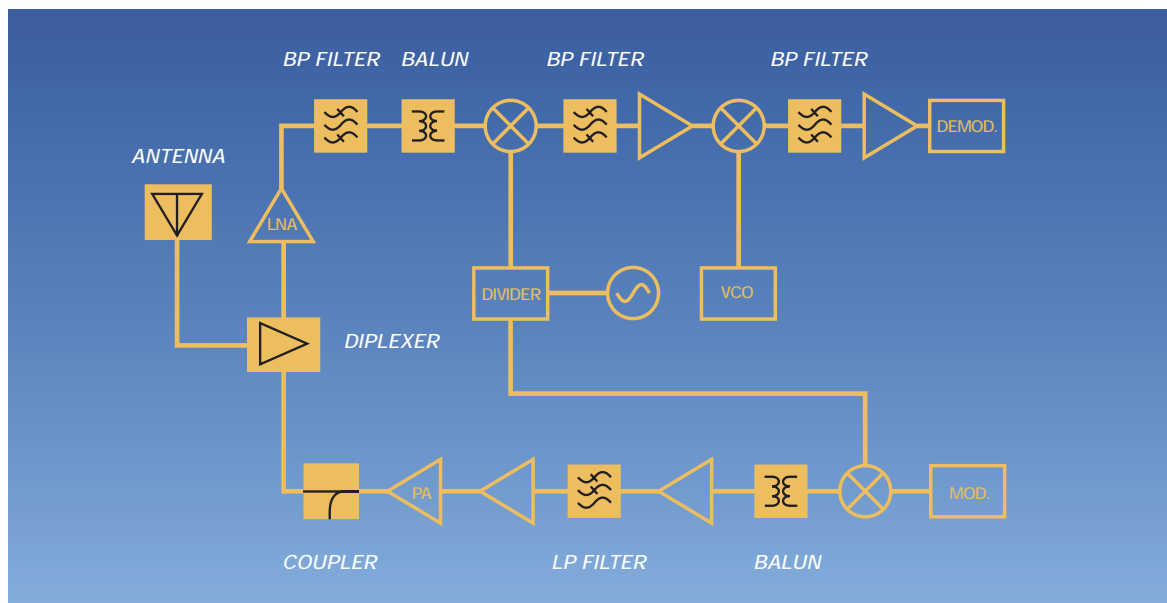 BP FILTER
BALUN
BP FILTER
BP FILTER
DEMOD.
ANTENNA
LNA
DIVIDER
VCO
DIPLEXER
PA
MOD.
COUPLER
LP FILTER
BALUN